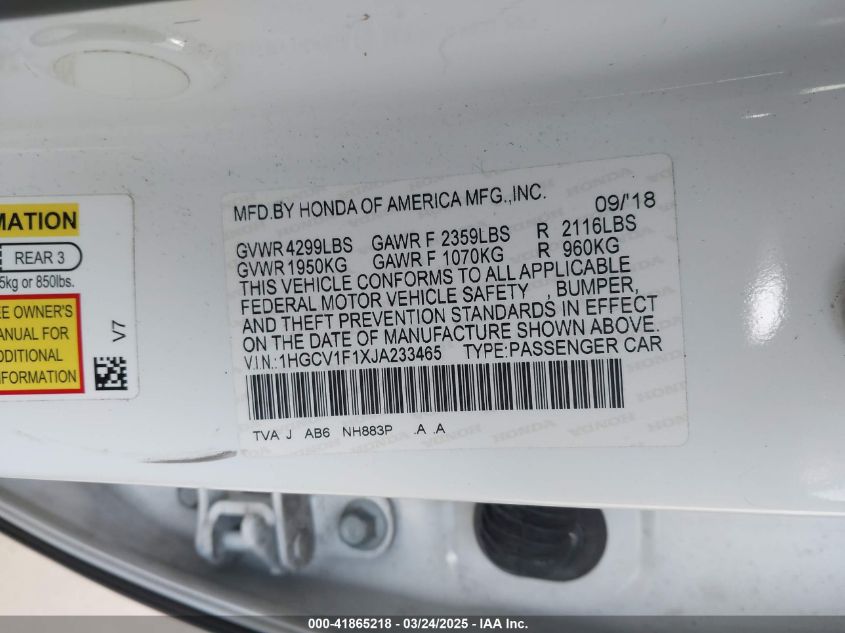 MATION
REAR 3
5kg or 850lbs.
EE OWNER'S
ANUAL FOR
DDITIONAL
NFORMATION
V7
MFD.BY HONDA OF AMERICA MFG.,INC. 09/'18
GVWR 4299LBS GAWR F 2359LBS R 2116LBS
GVWR 1950KG GAWR F 1070KG R 960KG
THIS VEHICLE CONFORMS TO ALL APPLICABLE
FEDERAL MOTOR VEHICLE SAFETY , BUMPER,
AND THEFT PREVENTION STANDARDS IN EFFECT
ON THE DATE OF MANUFACTURE SHOWN ABOVE.
V.I.N.:1HGCV1F1XJA233465 TYPE:PASSENGER CAR
TVA J AB6 NH883P .A .A
000-41865218 - 03/24/2025 - IAA Inc.